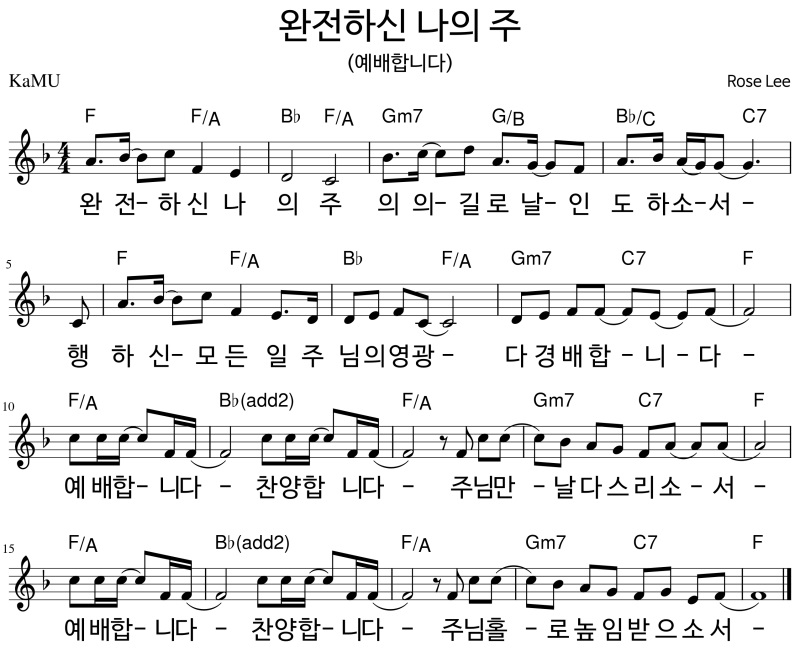 완전하신 나의 주
(예배합니다)
KaMU
Rose Lee
F F/A B♭ F/A Gm7 G/B B♭/C C7
4/4
완 전- 하 신 나 의 주 의 의- 길 로 날- 인 도 하소-서 -
5 F F/A B♭ F/A Gm7 C7 F
행 하 신- 모 든 일 주 님의영광 - 다 경 배 합 - 니 - 다 -
10 F/A B♭(add2) F/A Gm7 C7 F
예 배합- 니다 - 찬양합 니다 - 주님만 - 날 다 스 리 소 - 서 -
15 F/A B♭(add2) F/A Gm7 C7 F
예배합- 니다 - 찬양합- 니다 - 주님홀 - 로 높 임 받 으 소 서 -